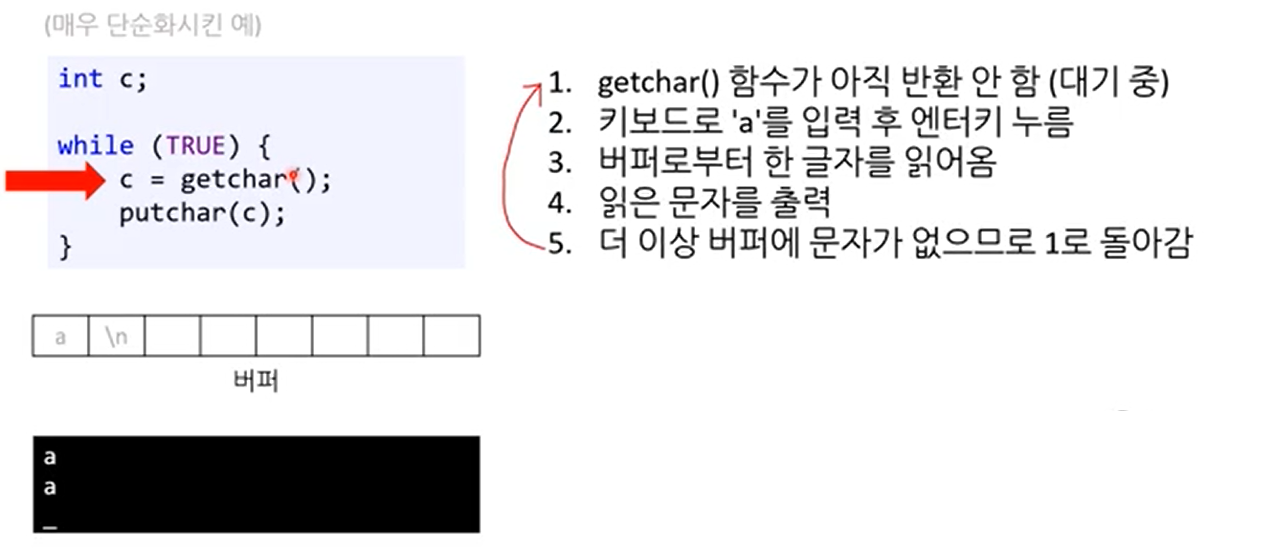 (매우 단순화시킨 예)
int c;
while (TRUE) {
c = getchar();
putchar(c);
}
1. getchar() 함수가 아직 반환 안 함 (대기 중)
2. 키보드로 'a'를 입력 후 엔터키 누름
3. 버퍼로부터 한 글자를 읽어옴
4. 읽은 문자를 출력
5. 더 이상 버퍼에 문자가 없으므로 1로 돌아감
a \n
버퍼
a
a
_